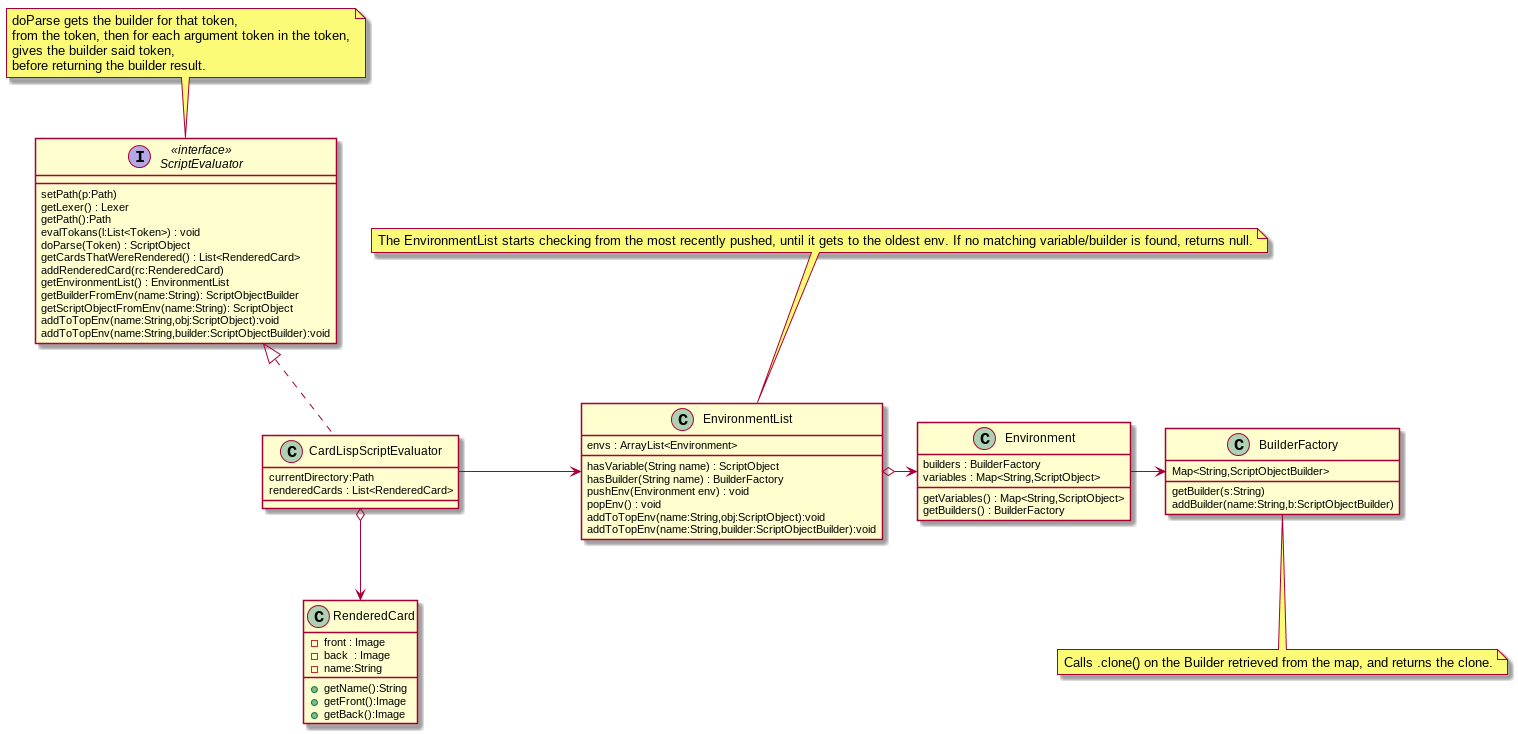 doParse gets the builder for that token,
from the token, then for each argument token in the token,
gives the builder said token,
before returning the builder result.
I
«interface»
ScriptEvaluator
setPath(p:Path)
getLexer() : Lexer
getPath():Path
evalTokans(l:List<Token>) : void
doParse(Token) : ScriptObject
getCardsThatWereRendered() : List<RenderedCard>
addRenderedCard(rc:RenderedCard)
getEnvironmentList() : EnvironmentList
getBuilderFromEnv(name:String): ScriptObjectBuilder
getScriptObjectFromEnv(name:String): ScriptObject
addToTopEnv(name:String,obj:ScriptObject):void
addToTopEnv(name:String,builder:ScriptObjectBuilder):void
The EnvironmentList starts checking from the most recently pushed, until it gets to the oldest env. If no matching variable/builder is found, returns null.
C CardLispScriptEvaluator
currentDirectory:Path
renderedCards : List<RenderedCard>
C EnvironmentList
envs : ArrayList<Environment>
hasVariable(String name) : ScriptObject
hasBuilder(String name) : BuilderFactory
pushEnv(Environment env) : void
popEnv() : void
addToTopEnv(name:String,obj:ScriptObject):void
addToTopEnv(name:String,builder:ScriptObjectBuilder):void
C Environment
builders : BuilderFactory
variables : Map<String,ScriptObject>
getVariables() : Map<String,ScriptObject>
getBuilders() : BuilderFactory
C BuilderFactory
Map<String,ScriptObjectBuilder>
getBuilder(s:String)
addBuilder(name:String,b:ScriptObjectBuilder)
C RenderedCard
front : Image
back : Image
name:String
getName():String
getFront():Image
getBack():Image
Calls .clone() on the Builder retrieved from the map, and returns the clone.